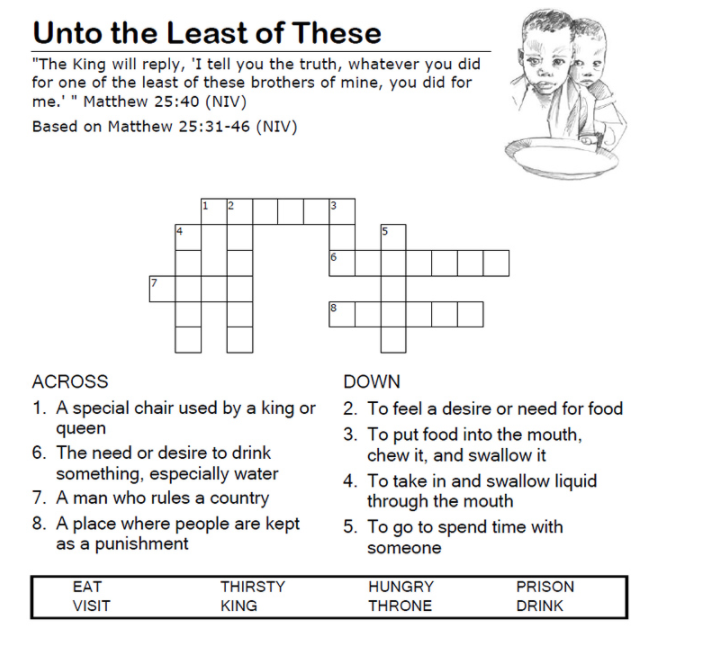 Unto the Least of These
"The King will reply, 'I tell you the truth, whatever you did
for one of the least of these brothers of mine, you did for
me.' " Matthew 25:40 (NIV)
Based on Matthew 25:31-46 (NIV)
1 2 3
4 5
6
7
8
ACROSS
1. A special chair used by a king or
queen
6. The need or desire to drink
something, especially water
7. A man who rules a country
8. A place where people are kept
as a punishment
DOWN
2. To feel a desire or need for food
3. To put food into the mouth,
chew it, and swallow it
4. To take in and swallow liquid
through the mouth
5. To go to spend time with
someone
EAT THIRSTY HUNGRY PRISON
VISIT KING THRONE DRINK